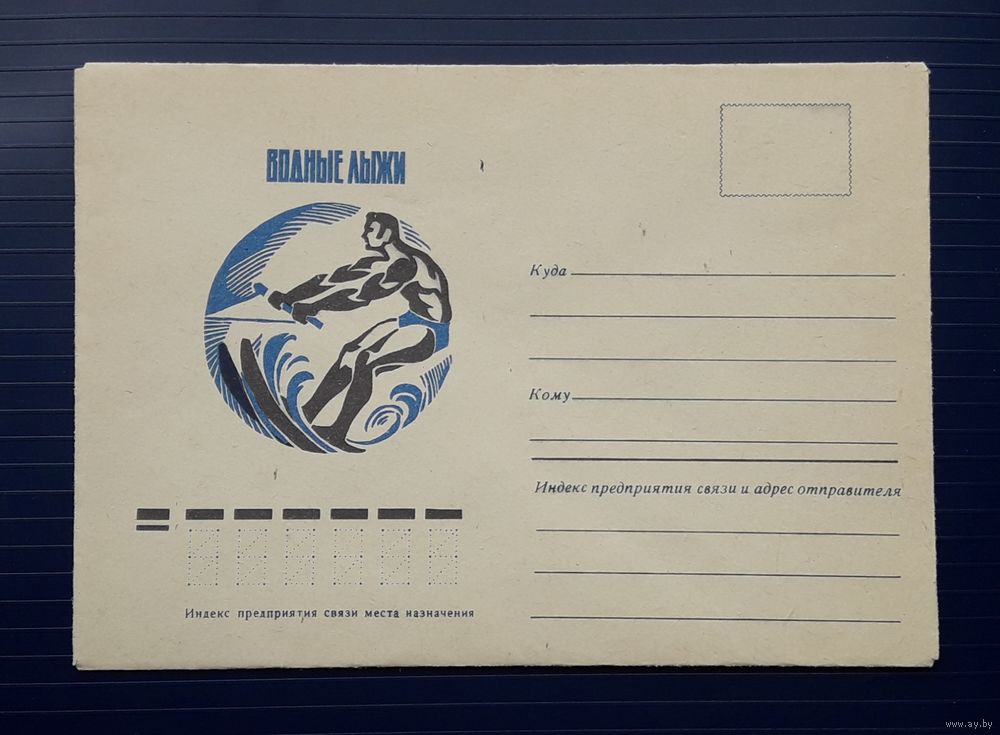 ВОДНЫЕ ЛЫЖИ
Куда
Кому
Индекс предприятия связи и адрес отправителя
Индекс предприятия связи места назначения
www.ay.by